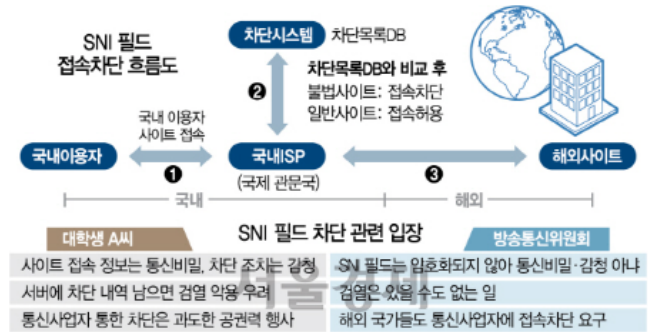 SNI 필드
접속차단 흐름도
차단시스템 차단목록DB
❷
차단목록DB와 비교 후
불법사이트: 접속차단
일반사이트: 접속허용
국내 이용자
사이트 접속
국내이용자
❶
국내ISP
(국제 관문국)
❸
해외사이트
국내 해외
SNI 필드 차단 관련 입장
대학생 A씨
사이트 접속 정보는 통신비밀, 차단 조치는 감청
서버에 차단 내역 남으면 검열 악용 우려
통신사업자 통한 차단은 과도한 공권력 행사
방송통신위원회
SNI 필드는 암호화되지 않아 통신비밀·감청 아냐
검열은 있을 수도 없는 일
해외 국가들도 통신사업자에 접속차단 요구